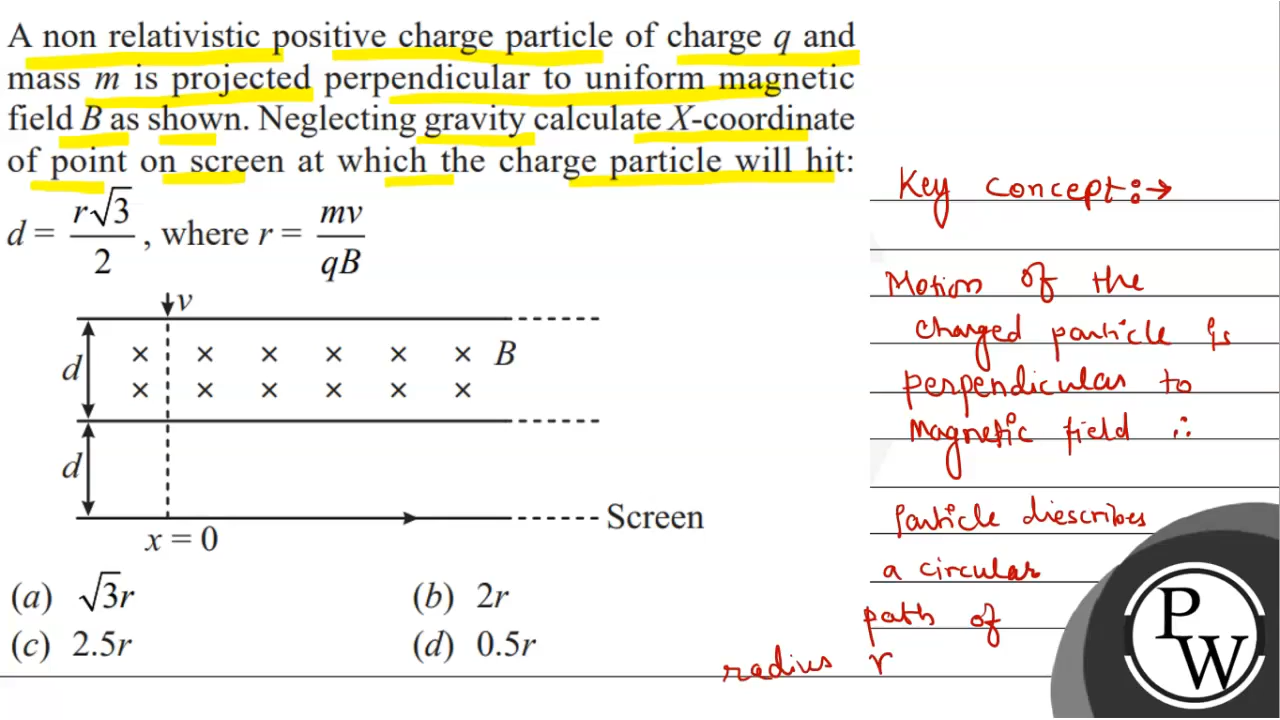 A non relativistic positive charge particle of charge q and
mass m is projected perpendicular to uniform magnetic
field B as shown. Neglecting gravity calculate X-coordinate
of point on screen at which the charge particle will hit:
d = r√3/2, where r = mv/qB
v
× × × × × × B
d
× × × × × ×
d
Screen
x = 0
(a) √3r
(b) 2r
(c) 2.5r
(d) 0.5r
Key concept:→
Motion of the
charged particle is
perpendicular to
Magnetic field ∴
particle discribes
a circular
path of
radius r
PW